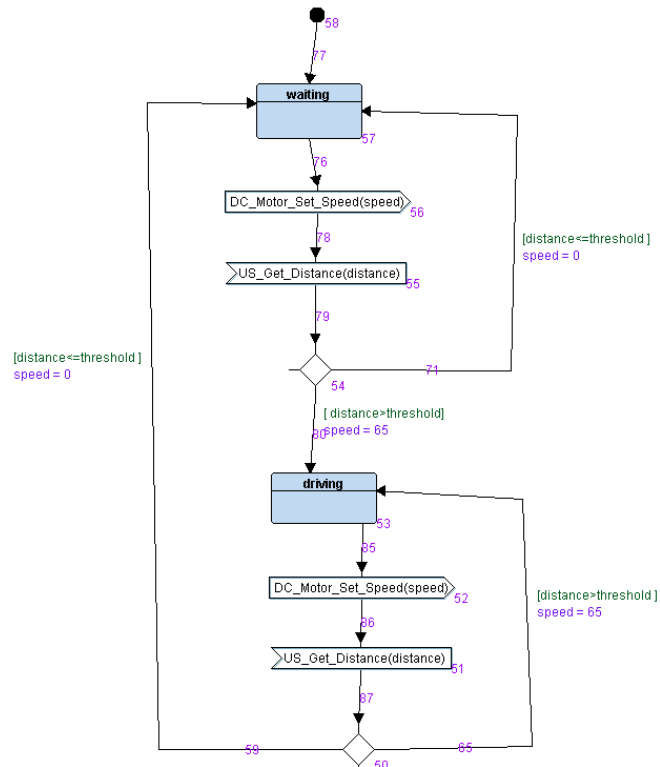 58
77
waiting
57
76
DC_Motor_Set_Speed(speed)
56
78
[distance<=threshold ]
speed = 0
US_Get_Distance(distance)
55
79
[distance<=threshold ]
speed = 0
71
54
[ distance>threshold]
speed = 65
80
driving
53
85
DC_Motor_Set_Speed(speed)
52
[distance>threshold ]
speed = 65
86
US_Get_Distance(distance)
51
87
59
65
50